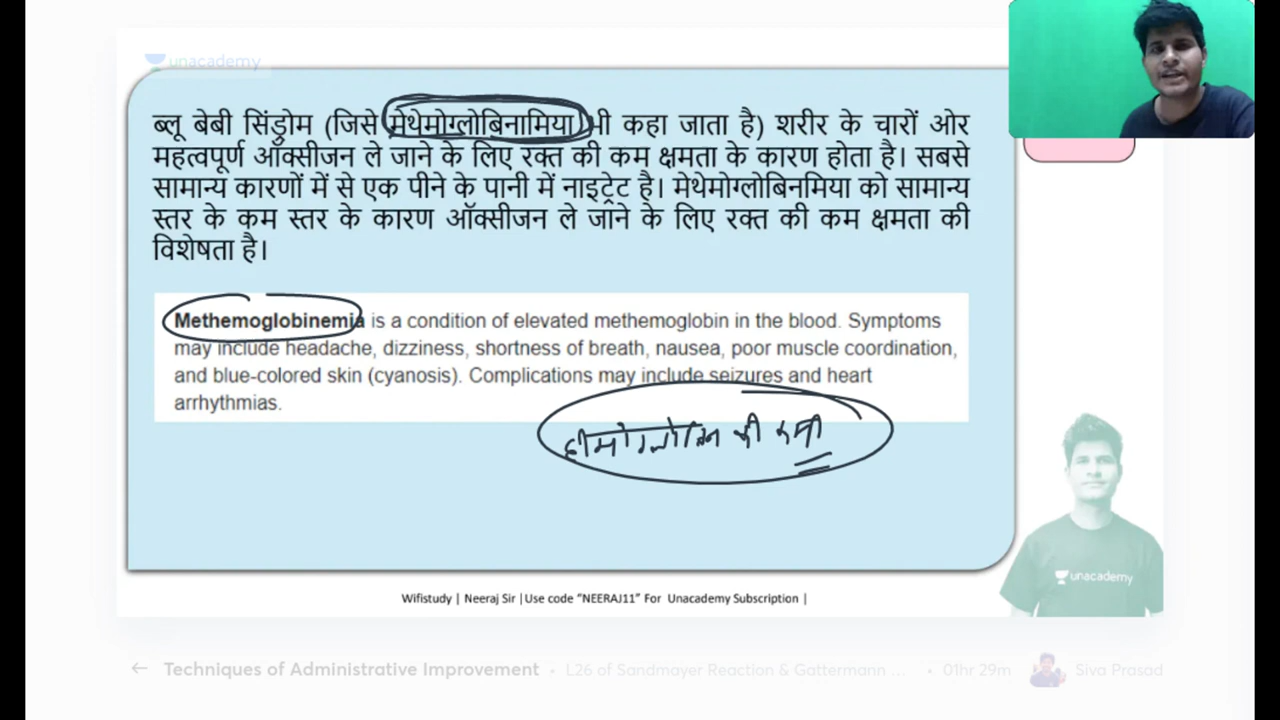 unacademy
ब्लू बेबी सिंड्रोम (जिसे मेथेमोग्लोबिनामिया भी कहा जाता है) शरीर के चारों ओर
महत्वपूर्ण ऑक्सीजन ले जाने के लिए रक्त की कम क्षमता के कारण होता है। सबसे
सामान्य कारणों में से एक पीने के पानी में नाइट्रेट है। मेथेमोग्लोबिनमिया को सामान्य
स्तर के कम स्तर के कारण ऑक्सीजन ले जाने के लिए रक्त की कम क्षमता की
विशेषता है।
Methemoglobinemia is a condition of elevated methemoglobin in the blood. Symptoms
may include headache, dizziness, shortness of breath, nausea, poor muscle coordination,
and blue-colored skin (cyanosis). Complications may include seizures and heart
arrhythmias.
हीमोग्लोबिन की कमी
unacademy
Wifistudy | Neeraj Sir |Use code “NEERAJ11” For Unacademy Subscription |
← Techniques of Administrative Improvement • L26 of Sandmayer Reaction & Gattermann ... • 01hr 29m Siva Prasad